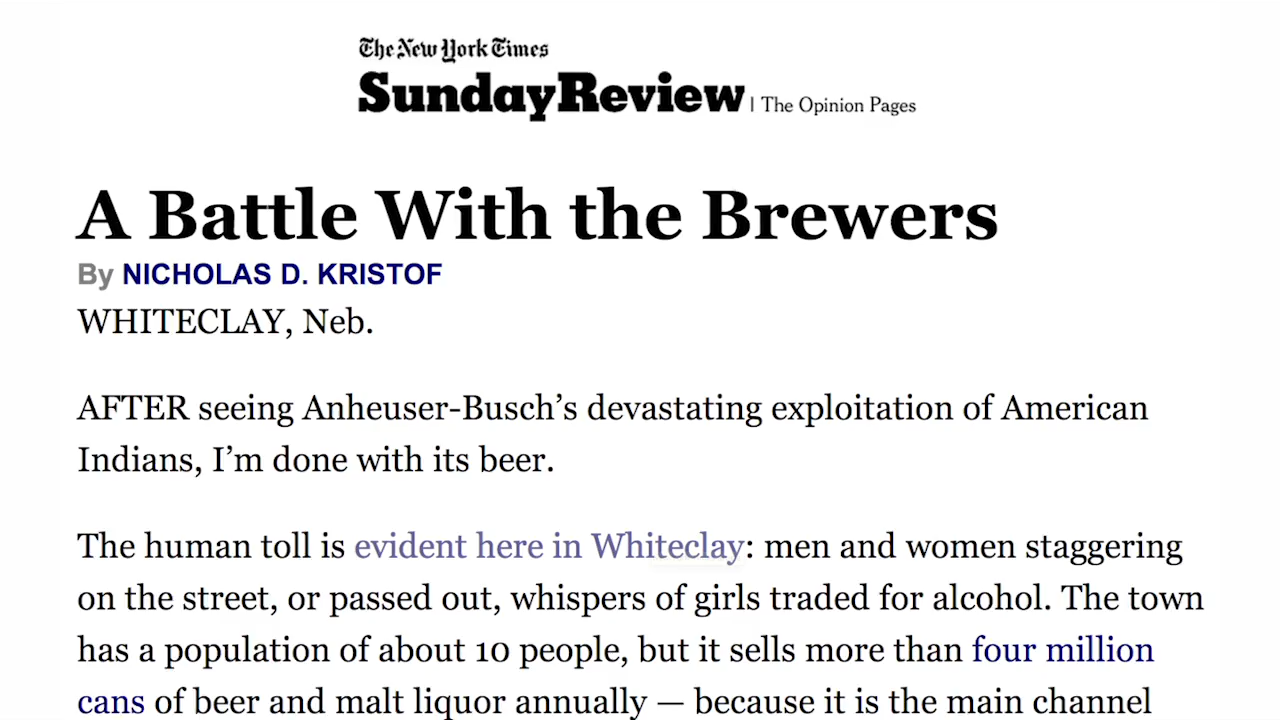 The New York Times
SundayReview | The Opinion Pages
A Battle With the Brewers
By NICHOLAS D. KRISTOF
WHITECLAY, Neb.
AFTER seeing Anheuser-Busch’s devastating exploitation of American
Indians, I’m done with its beer.
The human toll is evident here in Whiteclay: men and women staggering
on the street, or passed out, whispers of girls traded for alcohol. The town
has a population of about 10 people, but it sells more than four million
cans of beer and malt liquor annually — because it is the main channel